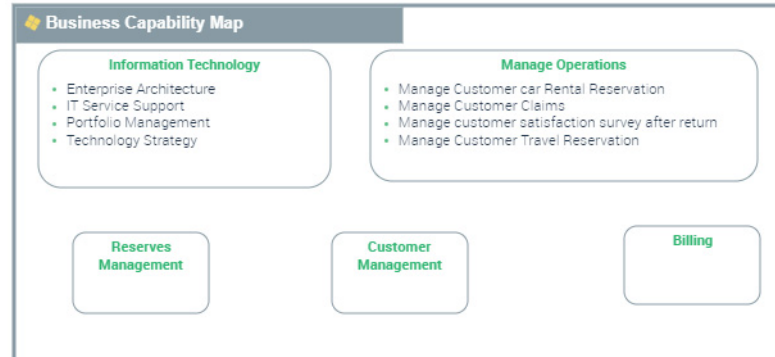 Business Capability Map
Information Technology
Enterprise Architecture
IT Service Support
Portfolio Management
Technology Strategy
Manage Operations
Manage Customer car Rental Reservation
Manage Customer Claims
Manage customer satisfaction survey after return
Manage Customer Travel Reservation
Reserves
Management
Customer
Management
Billing